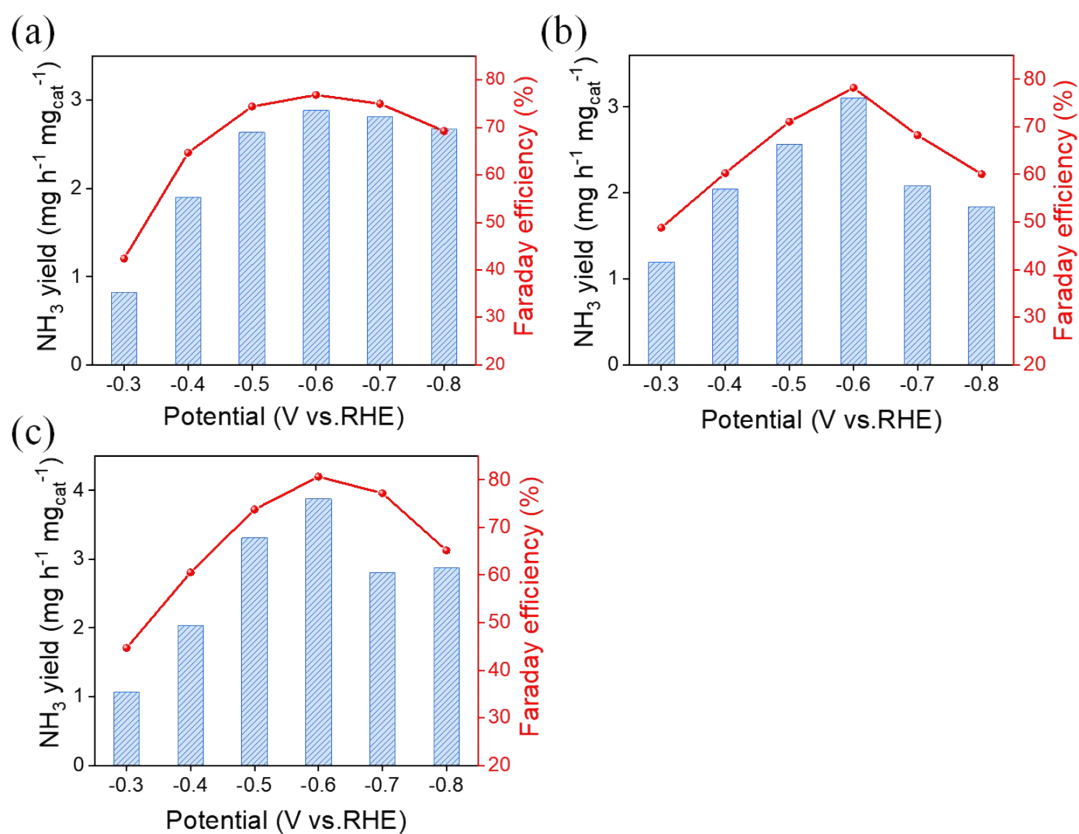 (a)
NH3 yield (mg h-1 mgcat-1)
3
2
1
0
80
70
60
50
40
30
20
Faraday efficiency (%)
-0.3 -0.4 -0.5 -0.6 -0.7 -0.8
Potential (V vs.RHE)
(b)
NH3 yield (mg h-1 mgcat-1)
3
2
1
0
80
70
60
50
40
30
20
Faraday efficiency (%)
-0.3 -0.4 -0.5 -0.6 -0.7 -0.8
Potential (V vs.RHE)
(c)
NH3 yield (mg h-1 mgcat-1)
4
3
2
1
0
80
70
60
50
40
30
20
Faraday efficiency (%)
-0.3 -0.4 -0.5 -0.6 -0.7 -0.8
Potential (V vs.RHE)